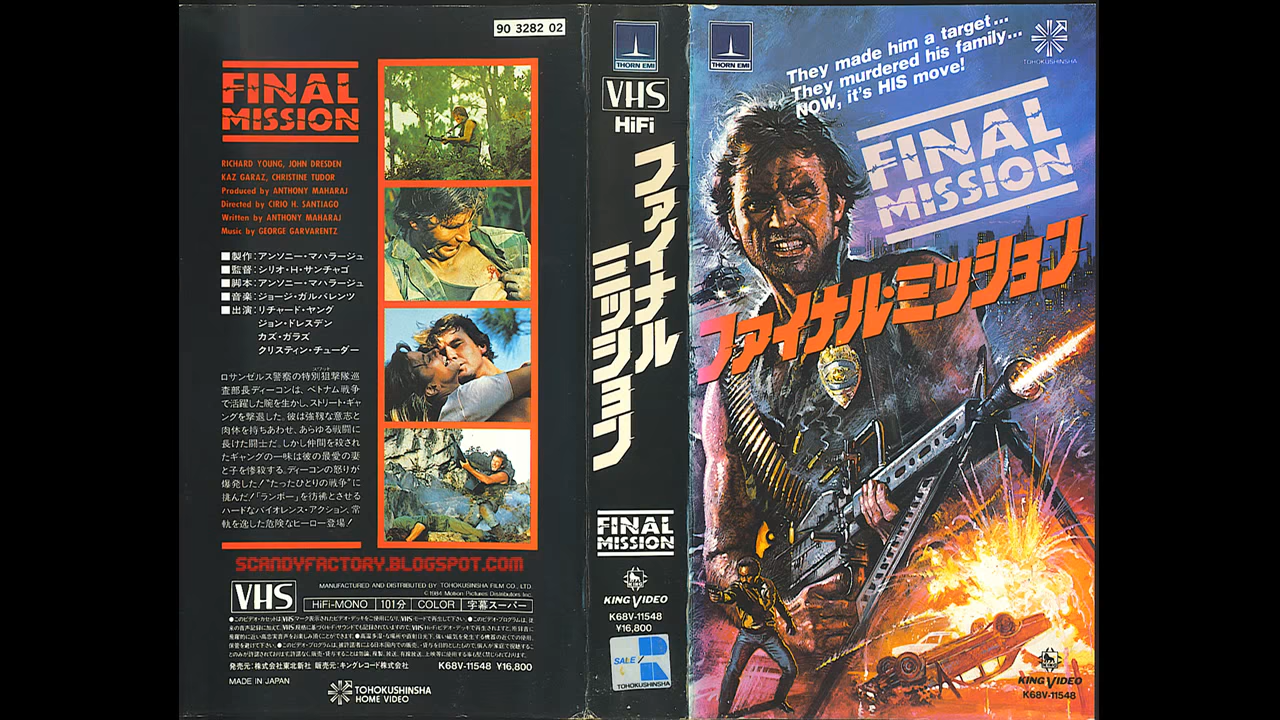 90 3282 02
FINAL
MISSION
RICHARD YOUNG, JOHN DRESDEN
KAZ GARAZ, CHRISTINE TUDOR
Produced by ANTHONY MAHARAJ
Directed by CIRIO H. SANTIAGO
Written by ANTHONY MAHARAJ
Music by GEORGE GARVARENTZ
■製作:アンソニー・マハラージュ
■監督:シリオ・H・サンチャゴ
■脚本:アンソニー・マハラージュ
■音楽:ジョージ・ガルバレンツ
■出演:リチャード・ヤング
ジョン・ドレスデン
カズ・ガラズ
クリスティン・チューダー
ロサンゼルス警察の特別狙撃隊巡
査部長ディーコンは、ベトナム戦争
で活躍した腕を生かし、ストリート・ギャ
ングを撃退した。彼は強靱な意志と
肉体を持ちあわせ、あらゆる戦闘に
長けた闘士だ。しかし仲間を殺され
たギャングの一味は彼の最愛の妻
と子を惨殺する。ディーコンの怒りが
爆発した!“たったひとりの戦争”に
挑んだ!「ランボー」を彷彿とさせる
ハードなバイオレンス・アクション。常
軌を逸した危険なヒーロー登場!
SCANDYFACTORY.BLOGSPOT.COM
VHS
MANUFACTURED AND DISTRIBUTED BY: TOHOKUSHINSHA FILM CO., LTD.
©1984 Motion Pictures Distributors Inc.
HiFi-MONO 101分 COLOR 字幕スーパー
発売元:株式会社東北新社 販売元:キングレコード株式会社 K68V-11548 ¥16,800
MADE IN JAPAN
TOHOKUSHINSHA
HOME VIDEO
THORN EMI
VHS
HiFi
ファイナル
ミッション
FINAL
MISSION
KING VIDEO
K68V-11548
¥16,800
SALE R
TOHOKUSHINSHA
THORN EMI
They made him a target...
They murdered his family...
NOW, it's HIS move!
TOHOKUSHINSHA
FINAL
MISSION
ファイナル・ミッション
KING VIDEO
K68V-11548